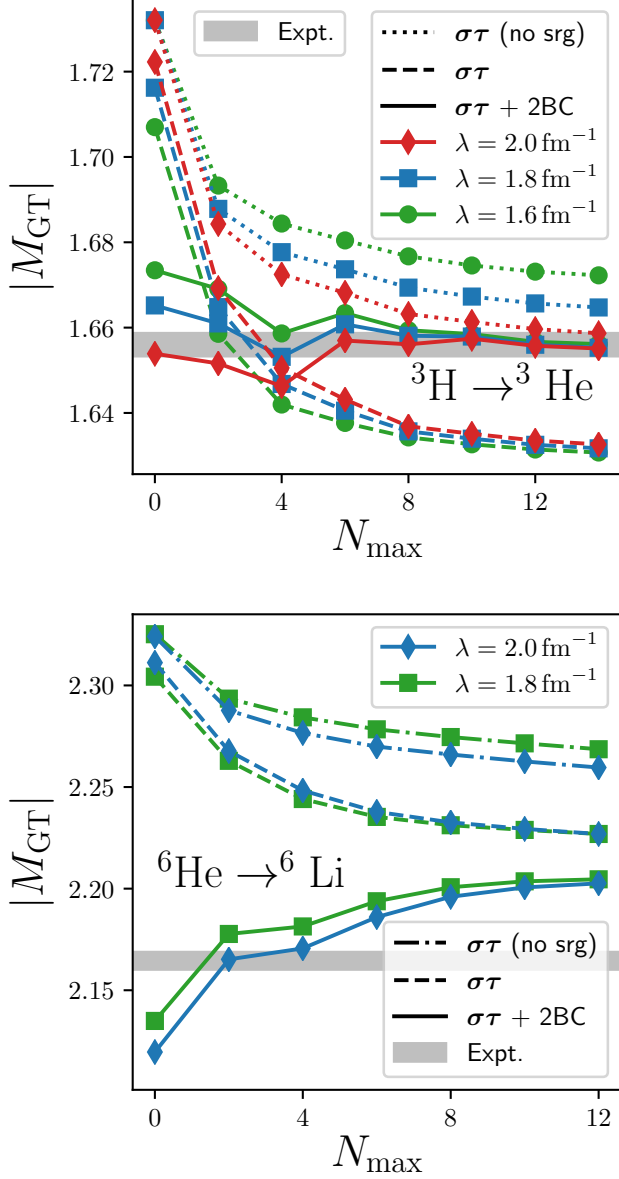 |M_GT|
1.72
1.70
1.68
1.66
1.64
Expt.
στ (no srg)
στ
στ + 2BC
λ = 2.0 fm⁻¹
λ = 1.8 fm⁻¹
λ = 1.6 fm⁻¹
³H →³ He
0 4 8 12
N_max
|M_GT|
2.30
2.25
2.20
2.15
λ = 2.0 fm⁻¹
λ = 1.8 fm⁻¹
⁶He →⁶ Li
στ (no srg)
στ
στ + 2BC
Expt.
0 4 8 12
N_max